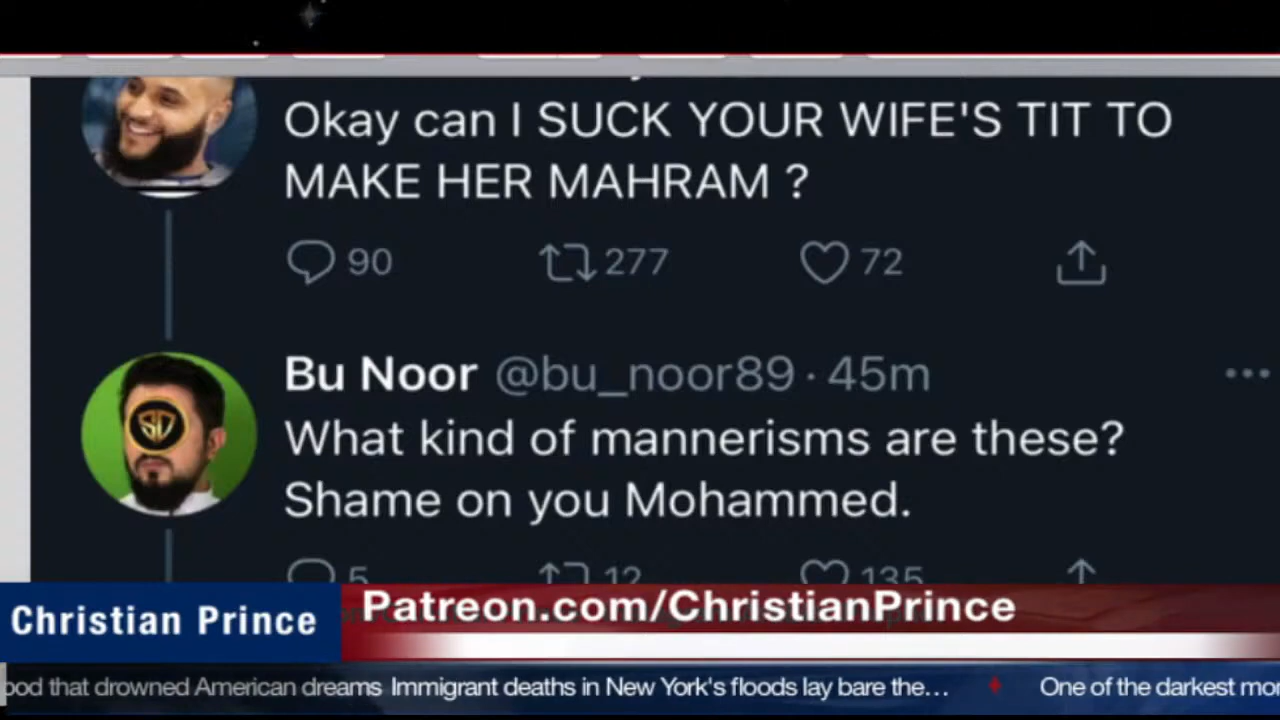 Okay can I SUCK YOUR WIFE'S TIT TO
MAKE HER MAHRAM ?
90 277 72
Bu Noor @bu_noor89 · 45m
What kind of mannerisms are these?
Shame on you Mohammed.
5 12 135
Christian Prince
Patreon.com/ChristianPrince
ood that drowned American dreams Immigrant deaths in New York's floods lay bare the... One of the darkest mor